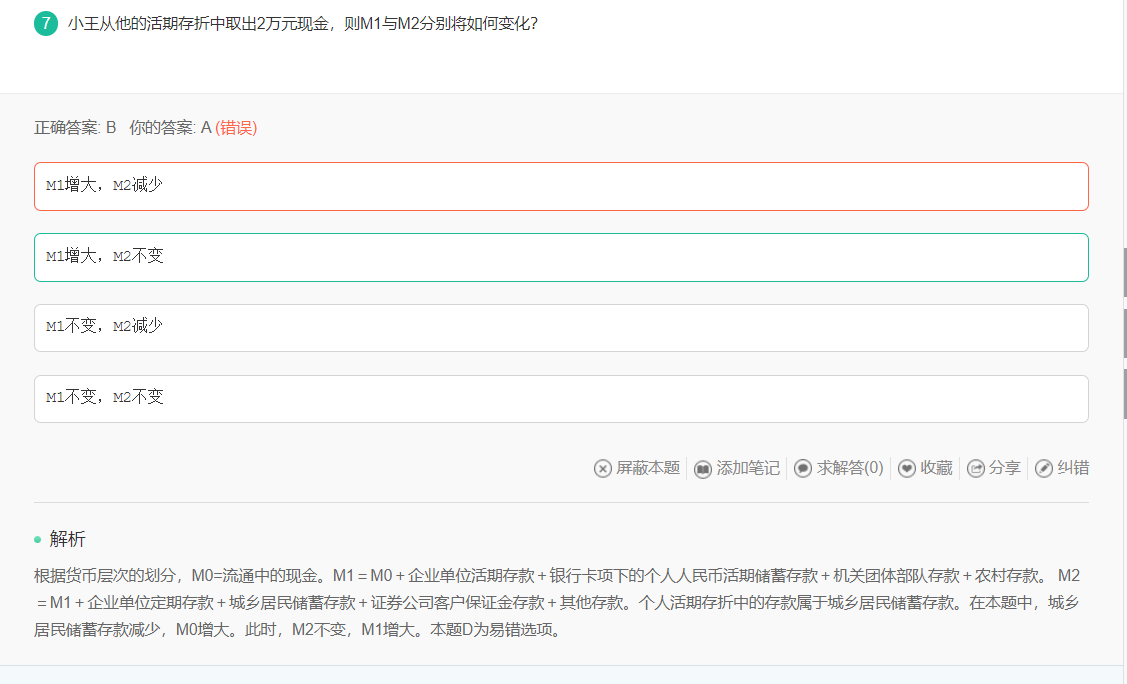 7 小王从他的活期存折中取出2万元现金，则M1与M2分别将如何变化？
正确答案: B 你的答案: A (错误)
M1增大，M2减少
M1增大，M2不变
M1不变，M2减少
M1不变，M2不变
屏蔽本题 添加笔记 求解答(0) 收藏 分享 纠错
解析
根据货币层次的划分，M0=流通中的现金。M1＝M0＋企业单位活期存款＋银行卡项下的个人人民币活期储蓄存款＋机关团体部队存款＋农村存款。 M2
＝M1＋企业单位定期存款＋城乡居民储蓄存款＋证券公司客户保证金存款＋其他存款。个人活期存折中的存款属于城乡居民储蓄存款。在本题中，城乡
居民储蓄存款减少，M0增大。此时，M2不变，M1增大。本题D为易错选项。